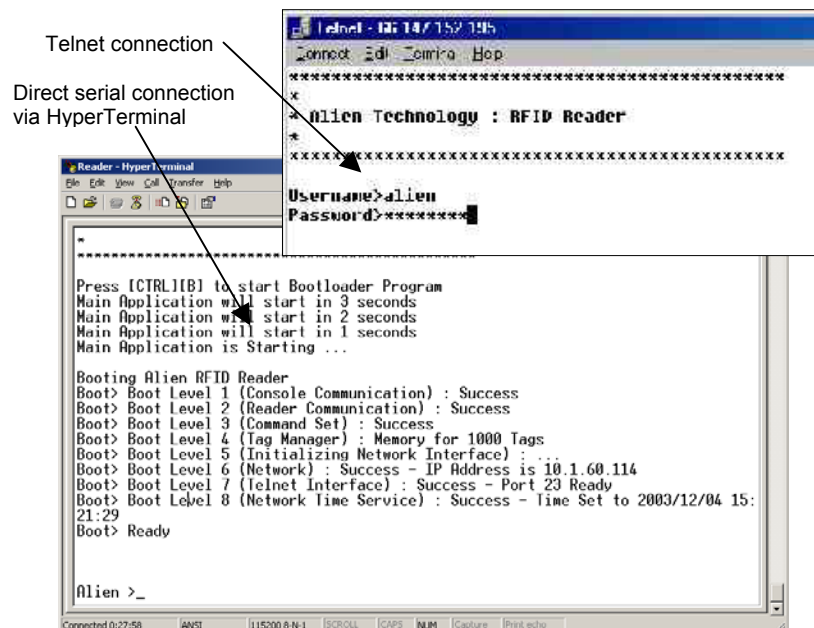 Telnet connection
Direct serial connection
via HyperTerminal
Telnet - 147.152.195
Connect Edit Terminal Help
************************************************
*
* Alien Technology : RFID Reader
*
************************************************
Username>alien
Password>********
Reader - HyperTerminal
File Edit View Call Transfer Help
*
************************************************
Press [CTRL][B] to start Bootloader Program
Main Application will start in 3 seconds
Main Application will start in 2 seconds
Main Application will start in 1 seconds
Main Application is Starting ...
Booting Alien RFID Reader
Boot> Boot Level 1 (Console Communication) : Success
Boot> Boot Level 2 (Reader Communication) : Success
Boot> Boot Level 3 (Command Set) : Success
Boot> Boot Level 4 (Tag Manager) : Memory for 1000 Tags
Boot> Boot Level 5 (Initializing Network Interface) : ...
Boot> Boot Level 6 (Network) : Success - IP Address is 10.1.60.114
Boot> Boot Level 7 (Telnet Interface) : Success - Port 23 Ready
Boot> Boot Level 8 (Network Time Service) : Success - Time Set to 2003/12/04 15:
21:29
Boot> Ready
Alien >_
Connected 0:27:58 ANSI 115200 8-N-1 SCROLL CAPS NUM Capture Print echo